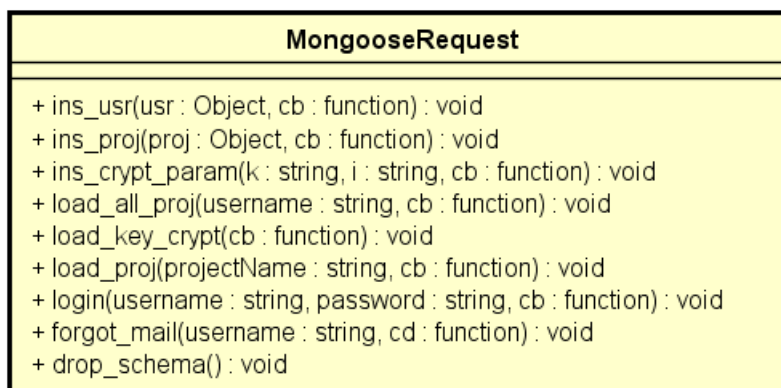 MongooseRequest
+ ins_usr(usr : Object, cb : function) : void
+ ins_proj(proj : Object, cb : function) : void
+ ins_crypt_param(k : string, i : string, cb : function) : void
+ load_all_proj(username : string, cb : function) : void
+ load_key_crypt(cb : function) : void
+ load_proj(projectName : string, cb : function) : void
+ login(username : string, password : string, cb : function) : void
+ forgot_mail(username : string, cd : function) : void
+ drop_schema() : void